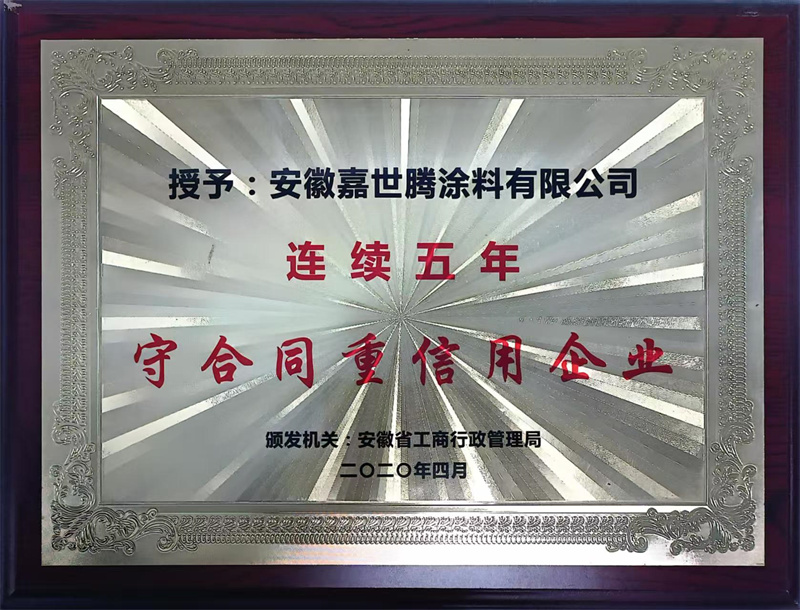 授予：安徽嘉世腾涂料有限公司
连续五年
守合同重信用企业
颁发机关：安徽省工商行政管理局
二〇二〇年四月